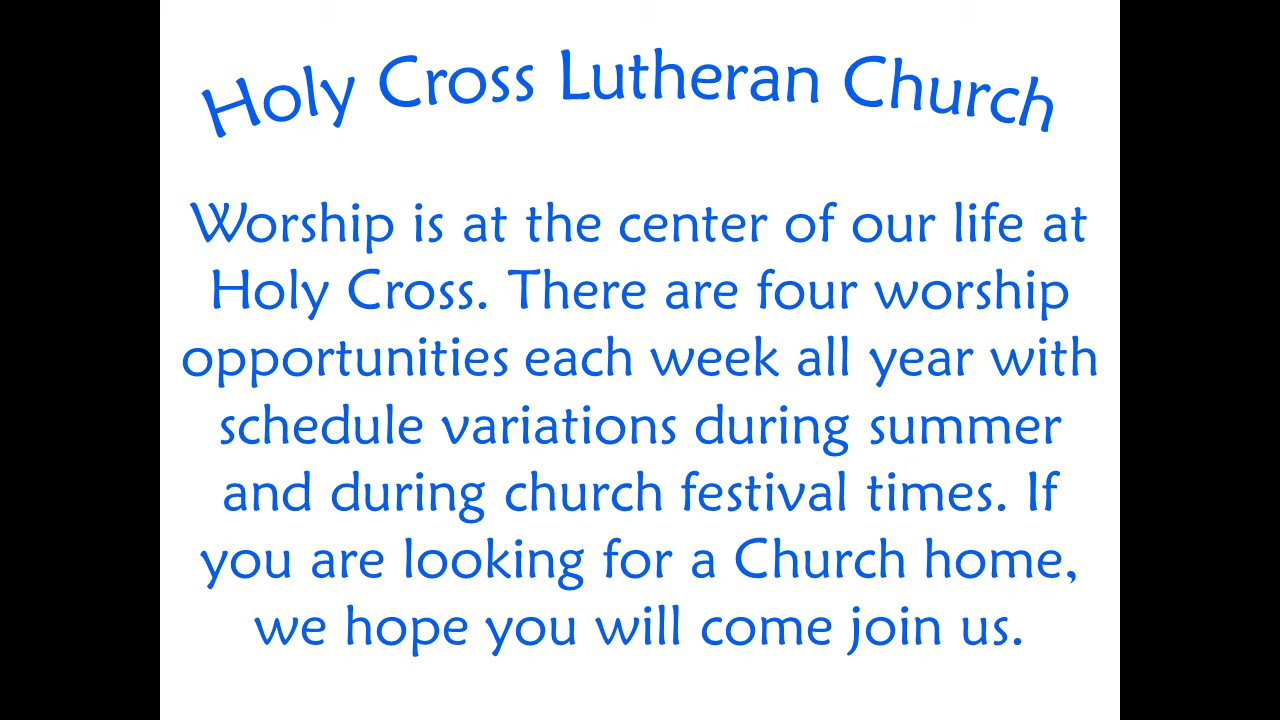 Holy Cross Lutheran Church
Worship is at the center of our life at
Holy Cross. There are four worship
opportunities each week all year with
schedule variations during summer
and during church festival times. If
you are looking for a Church home,
we hope you will come join us.